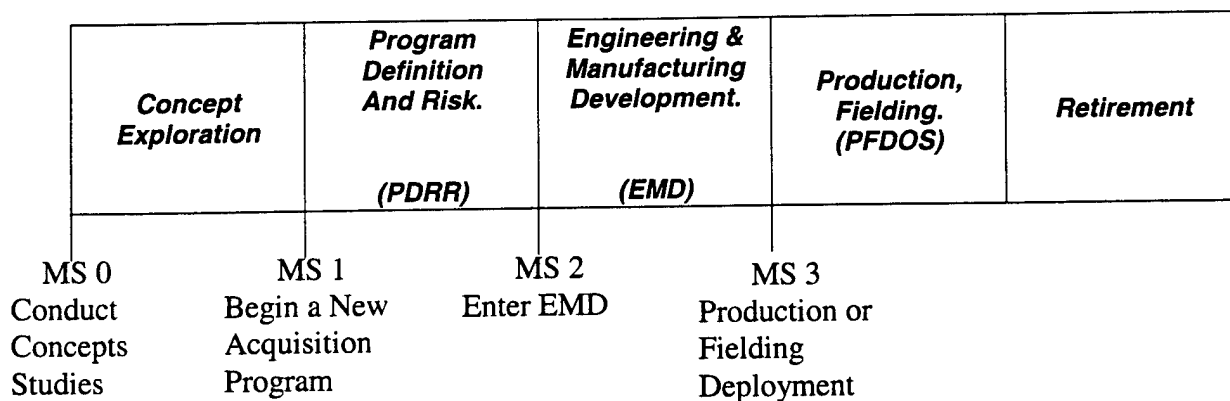 Concept
Exploration
Program
Definition
And Risk.
(PDRR)
Engineering &
Manufacturing
Development.
(EMD)
Production,
Fielding.
(PFDOS)
Retirement
MS 0
Conduct
Concepts
Studies
MS 1
Begin a New
Acquisition
Program
MS 2
Enter EMD
MS 3
Production or
Fielding
Deployment